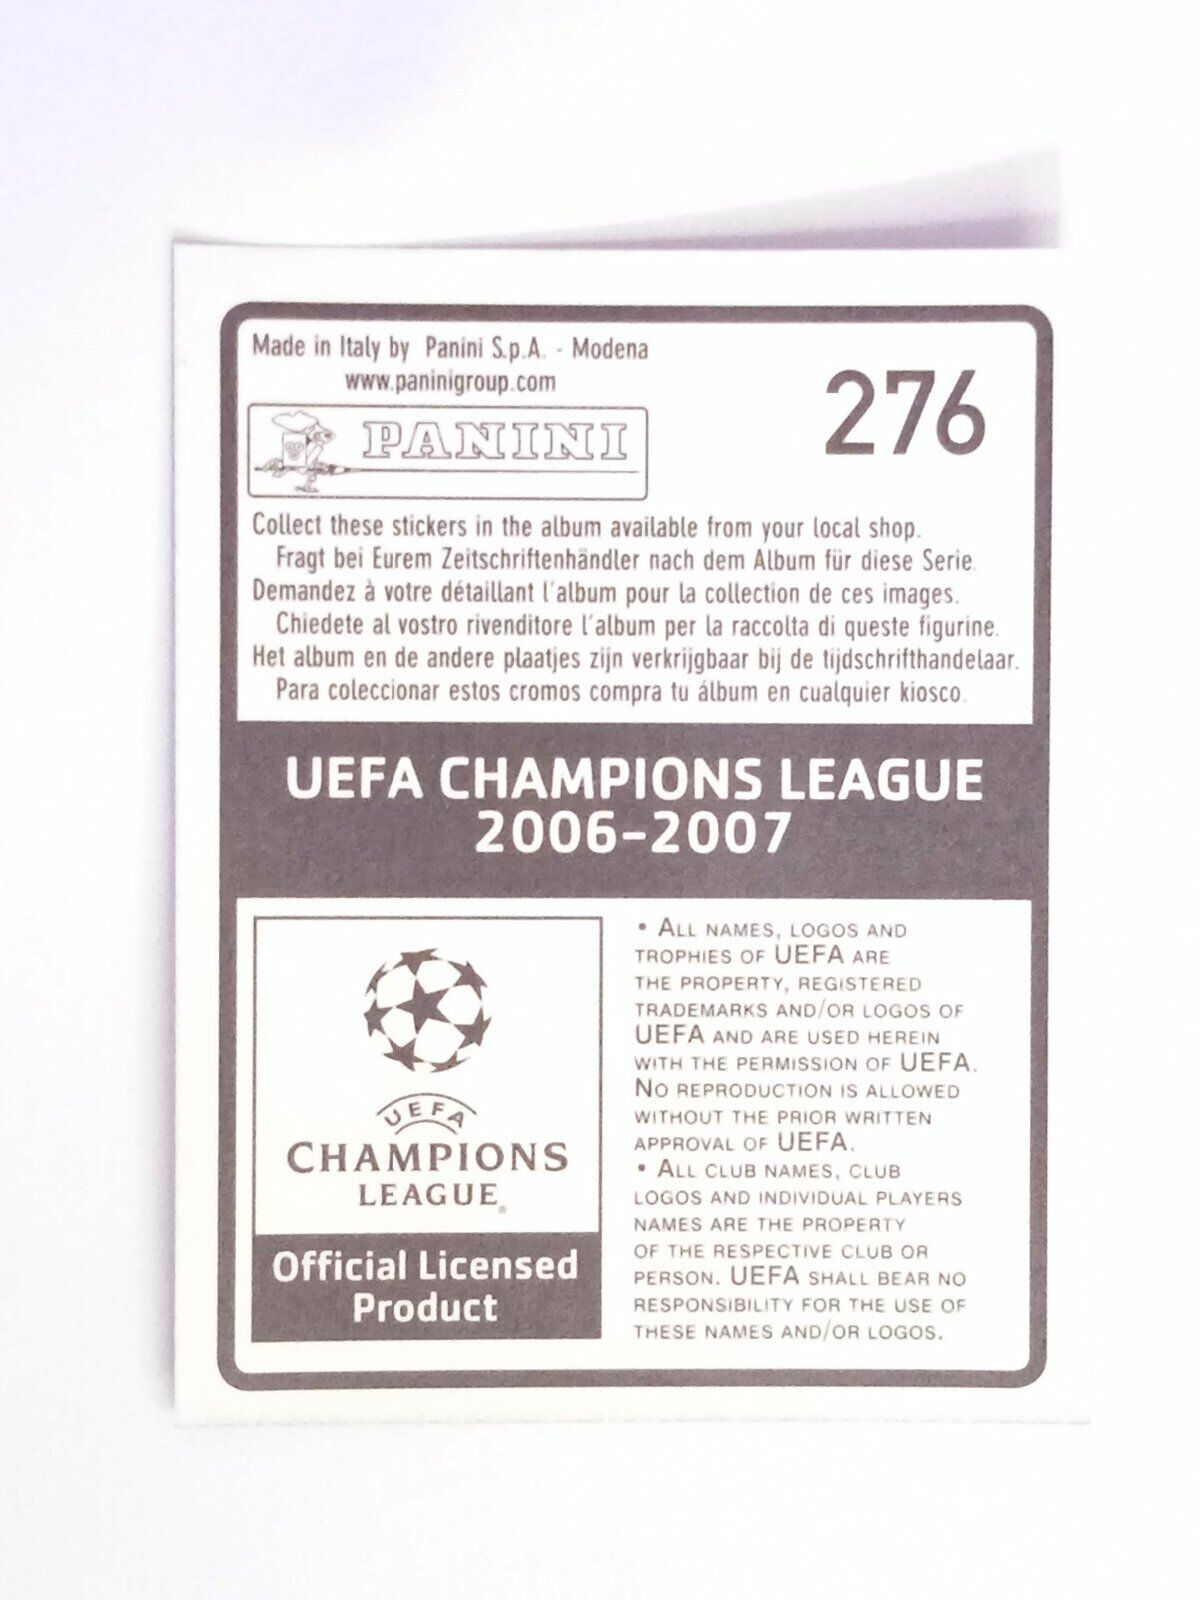 Made in Italy by Panini S.p.A. - Modena
www.paninigroup.com
276
PANINI
Collect these stickers in the album available from your local shop.
Fragt bei Eurem Zeitschriftenhändler nach dem Album für diese Serie.
Demandez à votre détaillant l'album pour la collection de ces images.
Chiedete al vostro rivenditore l'album per la raccolta di queste figurine.
Het album en de andere plaatjes zijn verkrijgbaar bij de tijdschrifthandelaar.
Para coleccionar estos cromos compra tu álbum en cualquier kiosco.
UEFA CHAMPIONS LEAGUE
2006-2007
UEFA
CHAMPIONS
LEAGUE®
Official Licensed
Product
• ALL NAMES, LOGOS AND
TROPHIES OF UEFA ARE
THE PROPERTY, REGISTERED
TRADEMARKS AND/OR LOGOS OF
UEFA AND ARE USED HEREIN
WITH THE PERMISSION OF UEFA.
NO REPRODUCTION IS ALLOWED
WITHOUT THE PRIOR WRITTEN
APPROVAL OF UEFA.
• ALL CLUB NAMES, CLUB
LOGOS AND INDIVIDUAL PLAYERS
NAMES ARE THE PROPERTY
OF THE RESPECTIVE CLUB OR
PERSON. UEFA SHALL BEAR NO
RESPONSIBILITY FOR THE USE OF
THESE NAMES AND/OR LOGOS.